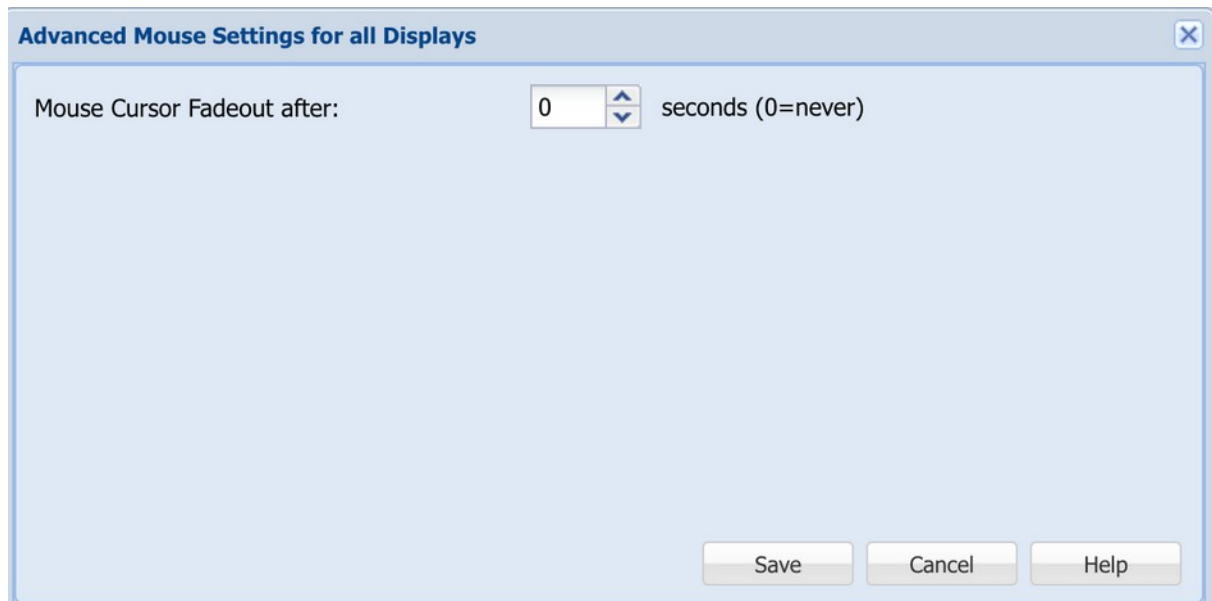 Advanced Mouse Settings for all Displays
Mouse Cursor Fadeout after: 0 seconds (0=never)
Save Cancel Help